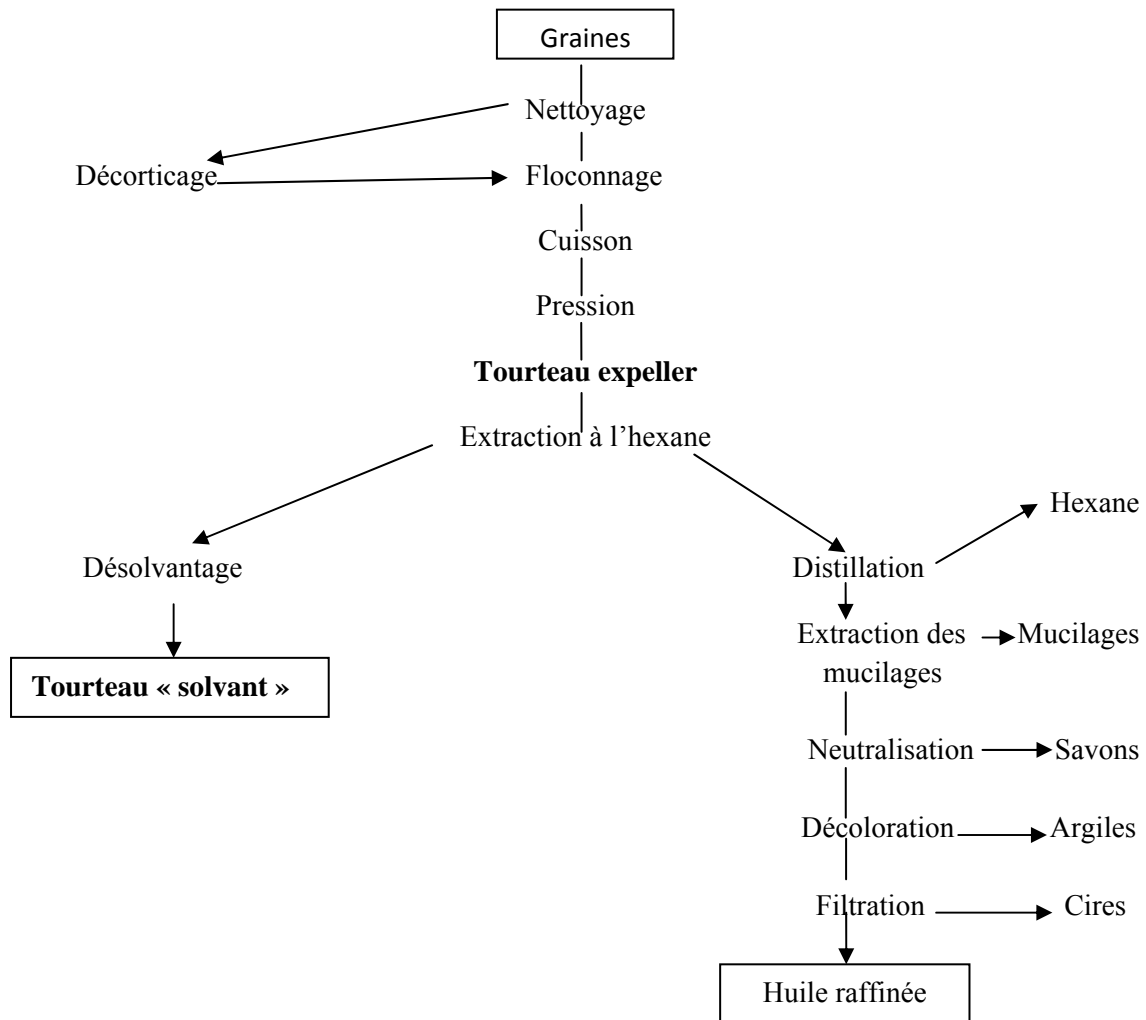 Graines
Nettoyage
Décorticage
Floconnage
Cuisson
Pression
Tourteau expeller
Extraction à l’hexane
Hexane
Désolvantage
Distillation
Extraction des
mucilages
Mucilages
Tourteau « solvant »
Neutralisation
Savons
Décoloration
Argiles
Filtration
Cires
Huile raffinée